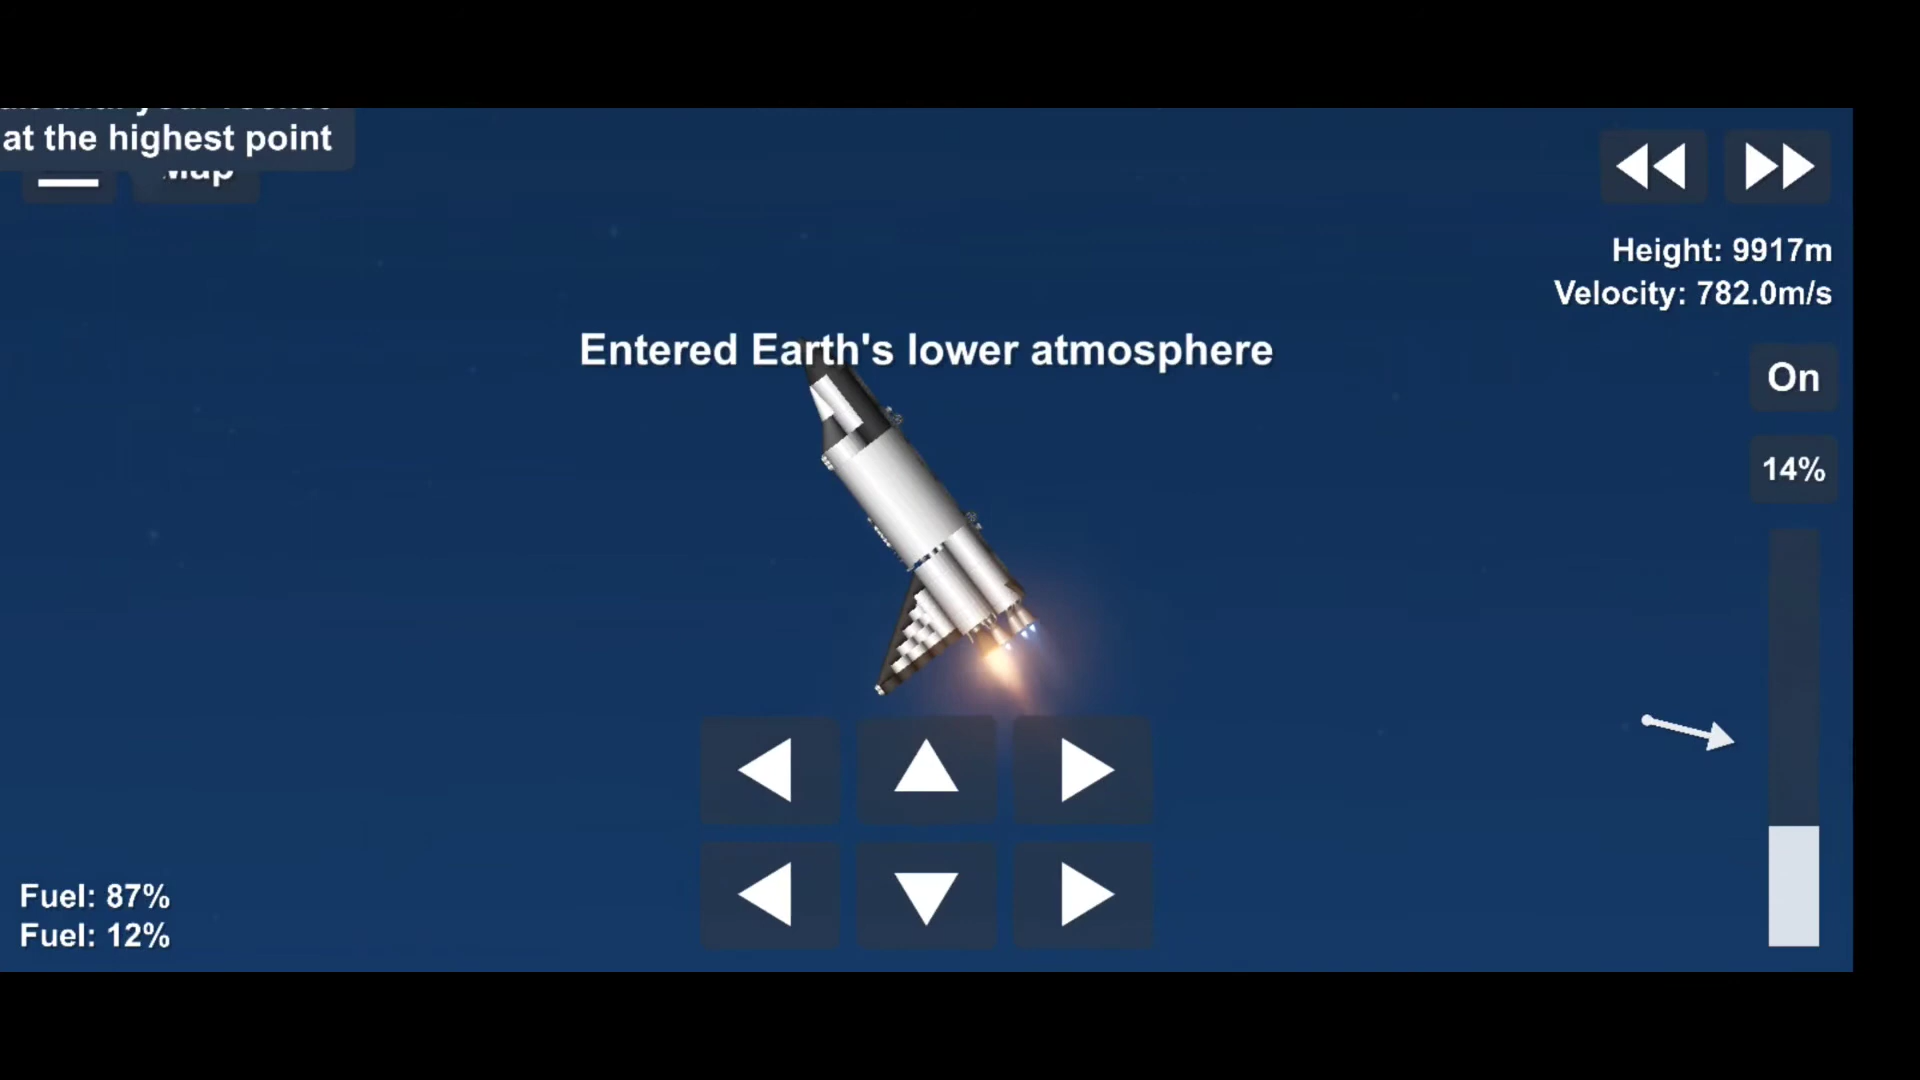 at the highest point
Map
Height: 9917m
Velocity: 782.0m/s
Entered Earth's lower atmosphere
On
14%
Fuel: 87%
Fuel: 12%